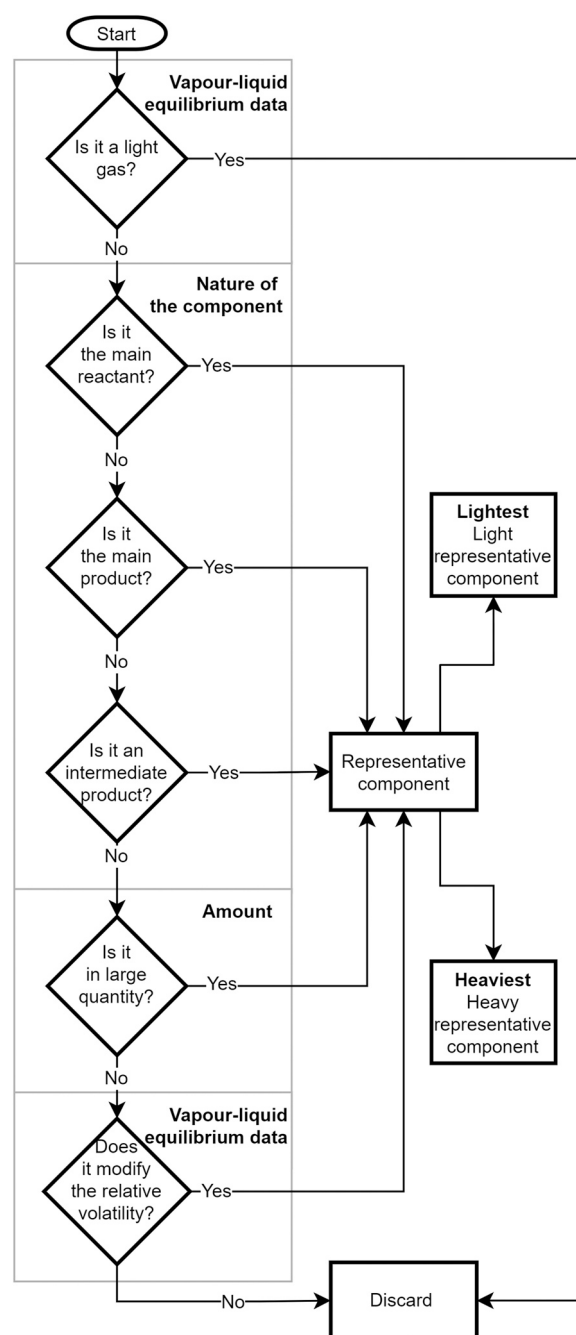 Start
Vapour-liquid
equilibrium data
Is it a light
gas?
Yes
No
Nature of
the component
Is it
the main
reactant?
Yes
No
Is it
the main
product?
Yes
No
Lightest
Light
representative
component
Is it an
intermediate
product?
Yes
Representative
component
No
Amount
Is it
in large
quantity?
Yes
Heaviest
Heavy
representative
component
No
Vapour-liquid
equilibrium data
Does
it modify
the relative
volatility?
Yes
No
Discard